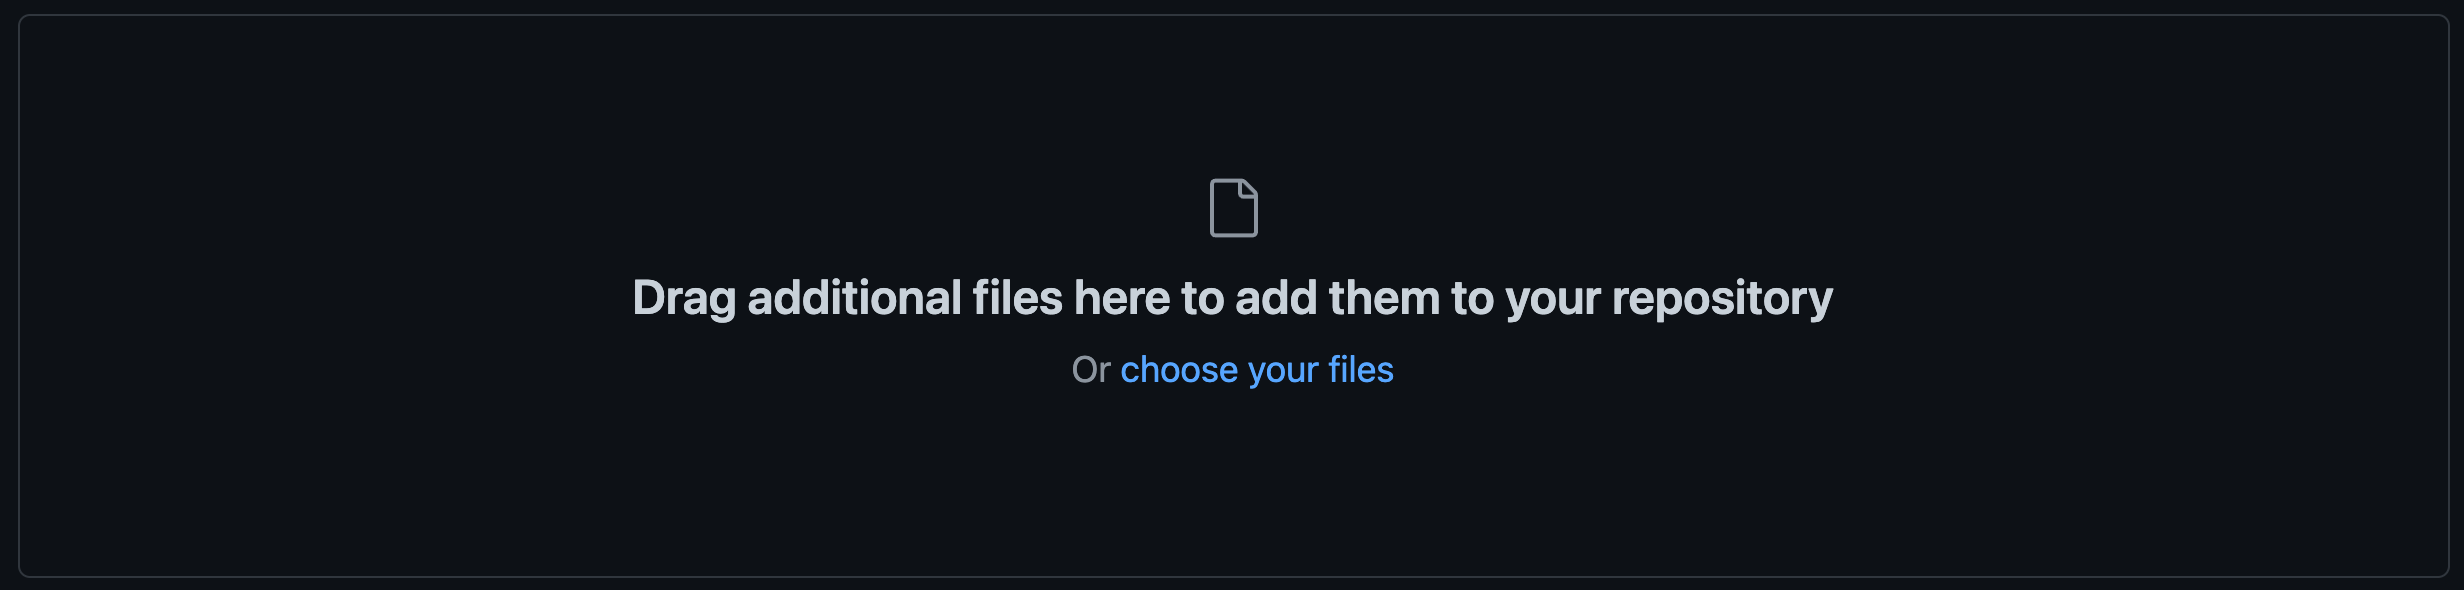 Drag additional files here to add them to your repository
Or choose your files